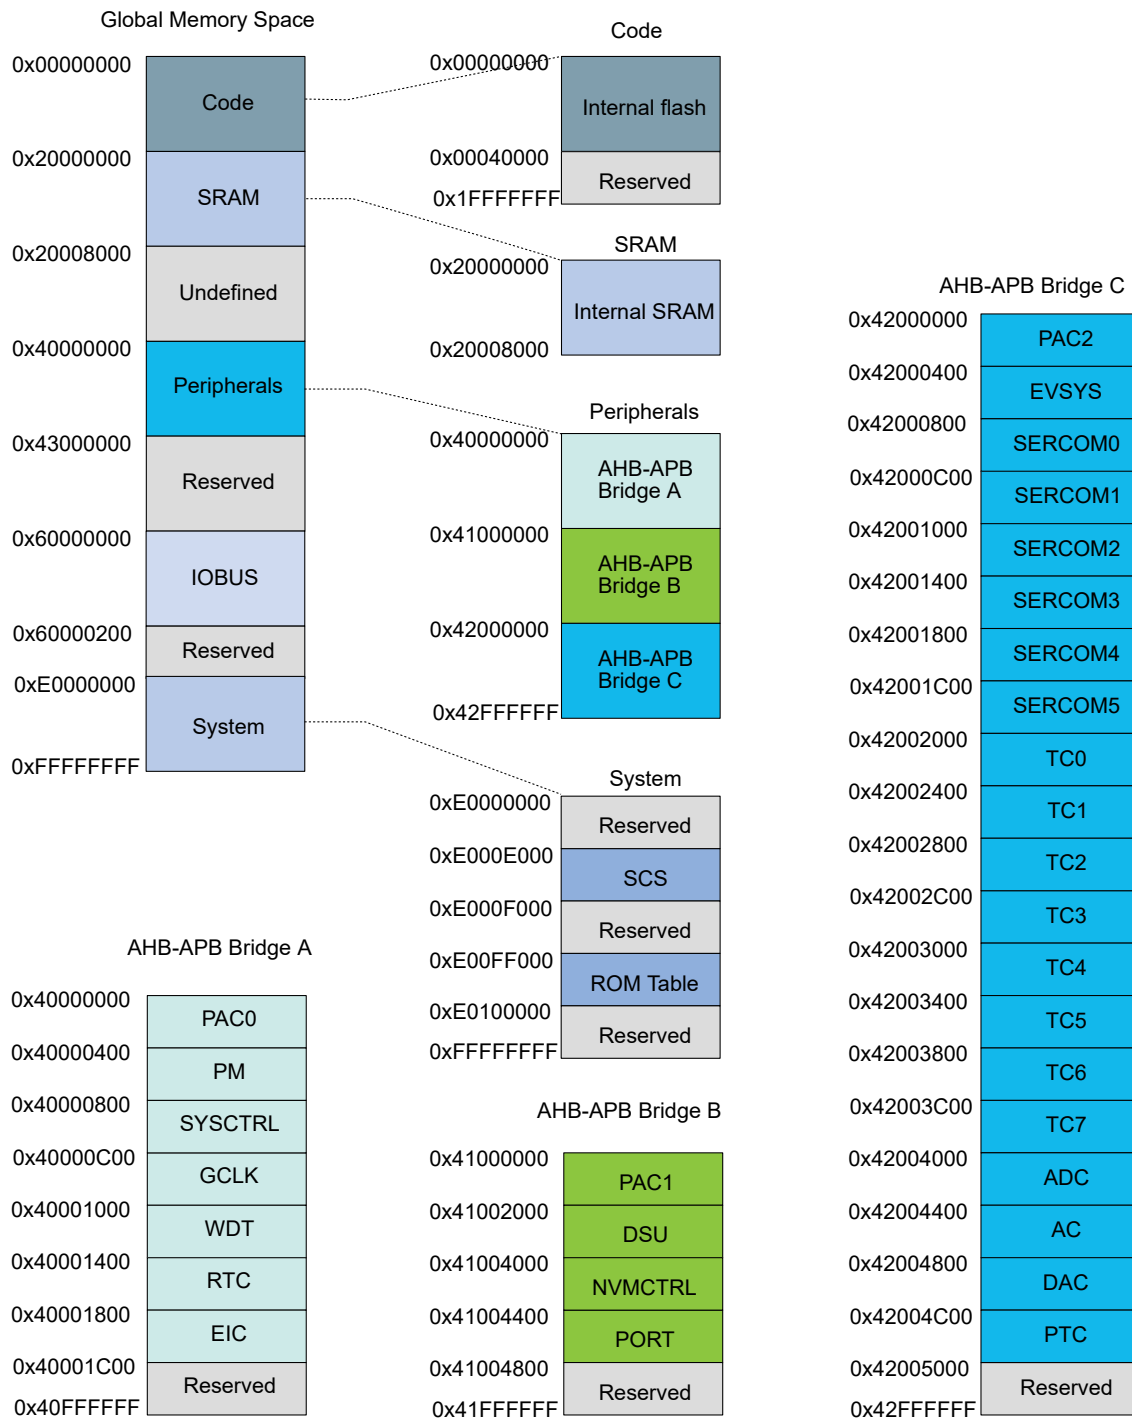 Global Memory Space
0x00000000
Code
0x20000000
SRAM
0x20008000
Undefined
0x40000000
Peripherals
0x43000000
Reserved
0x60000000
IOBUS
0x60000200
Reserved
0xE0000000
System
0xFFFFFFFF
Code
0x00000000
Internal flash
0x00040000
Reserved
0x1FFFFFFF
SRAM
0x20000000
Internal SRAM
0x20008000
Peripherals
0x40000000
AHB-APB
Bridge A
0x41000000
AHB-APB
Bridge B
0x42000000
AHB-APB
Bridge C
0x42FFFFFF
System
0xE0000000
Reserved
0xE000E000
SCS
0xE000F000
Reserved
0xE00FF000
ROM Table
0xE0100000
Reserved
0xFFFFFFFF
AHB-APB Bridge A
0x40000000
PAC0
0x40000400
PM
0x40000800
SYSCTRL
0x40000C00
GCLK
0x40001000
WDT
0x40001400
RTC
0x40001800
EIC
0x40001C00
Reserved
0x40FFFFFF
AHB-APB Bridge B
0x41000000
PAC1
0x41002000
DSU
0x41004000
NVMCTRL
0x41004400
PORT
0x41004800
Reserved
0x41FFFFFF
AHB-APB Bridge C
0x42000000
PAC2
0x42000400
EVSYS
0x42000800
SERCOM0
0x42000C00
SERCOM1
0x42001000
SERCOM2
0x42001400
SERCOM3
0x42001800
SERCOM4
0x42001C00
SERCOM5
0x42002000
TC0
0x42002400
TC1
0x42002800
TC2
0x42002C00
TC3
0x42003000
TC4
0x42003400
TC5
0x42003800
TC6
0x42003C00
TC7
0x42004000
ADC
0x42004400
AC
0x42004800
DAC
0x42004C00
PTC
0x42005000
Reserved
0x42FFFFFF